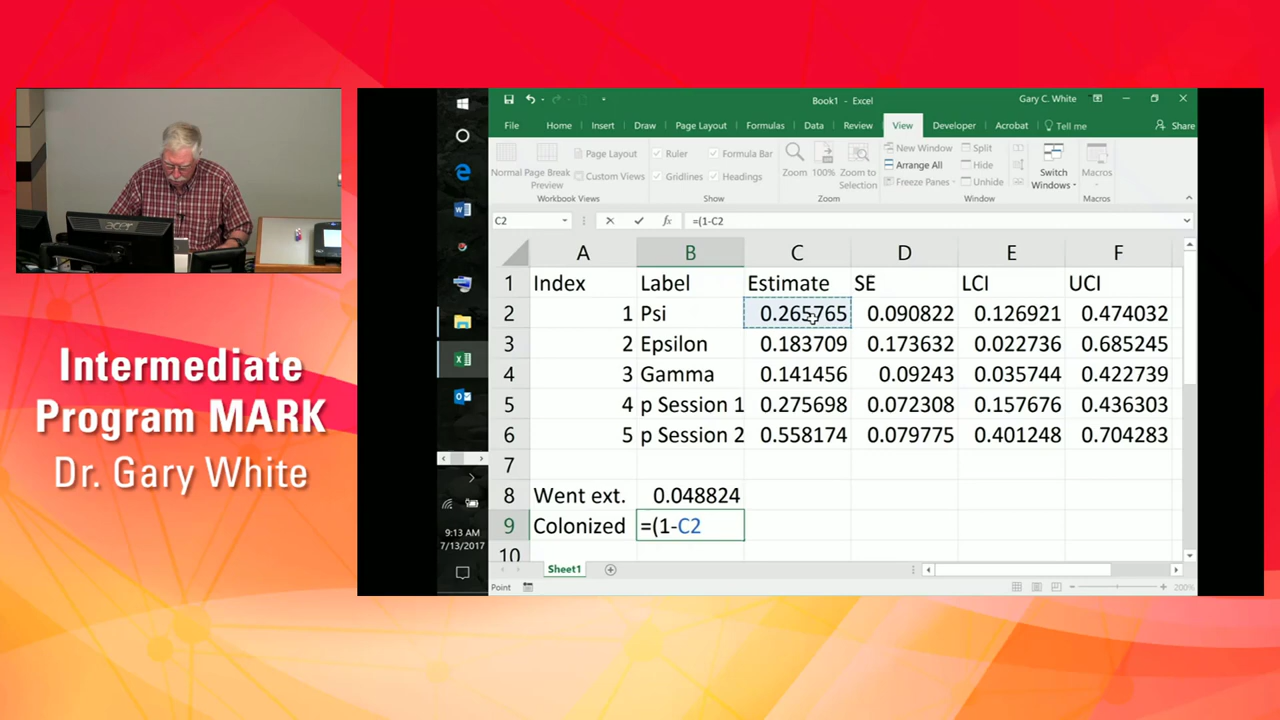 Book1 - Excel
Gary C. White
File Home Insert Draw Page Layout Formulas Data Review View Developer Acrobat Tell me Share
Normal Page Break Preview Page Layout Custom Views
Workbook Views
Ruler Formula Bar
Gridlines Headings
Show
Zoom 100% Zoom to Selection
Zoom
New Window Split
Arrange All Hide
Freeze Panes Unhide
Switch Windows
Window
Macros
Macros
C2 fx =(1-C2
A B C D E F
1 Index Label Estimate SE LCI UCI
2 1 Psi 0.265765 0.090822 0.126921 0.474032
3 2 Epsilon 0.183709 0.173632 0.022736 0.685245
4 3 Gamma 0.141456 0.09243 0.035744 0.422739
5 4 p Session 1 0.275698 0.072308 0.157676 0.436303
6 5 p Session 2 0.558174 0.079775 0.401248 0.704283
7
8 Went ext. 0.048824
9 Colonized =(1-C2
10
Sheet1
Point
200%
9:13 AM
7/13/2017
acer
Intermediate
Program MARK
Dr. Gary White